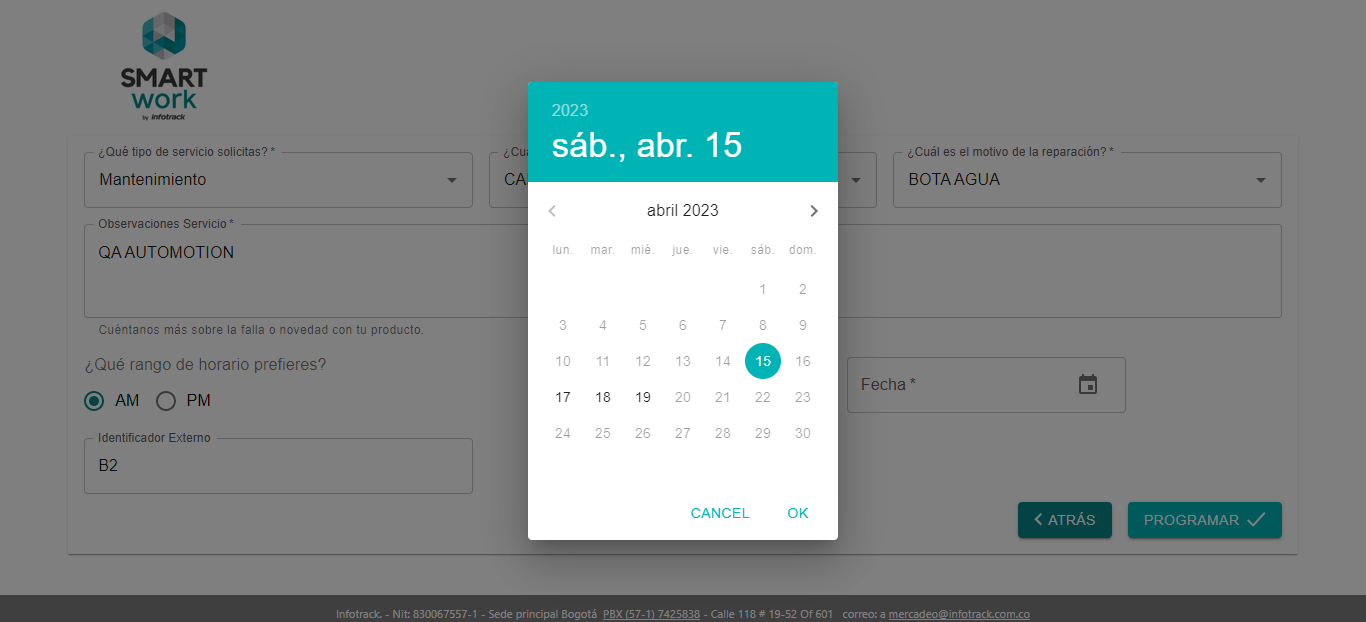 SMART
work
by infotrack
2023
sáb., abr. 15
¿Qué tipo de servicio solicitas? *
Mantenimiento
¿Cuá
CA
¿Cuál es el motivo de la reparación? *
BOTA AGUA
Observaciones Servicio *
QA AUTOMOTION
Cuéntanos más sobre la falla o novedad con tu producto.
abril 2023
lun. mar. mié. jue. vie. sáb. dom.
1 2
3 4 5 6 7 8 9
10 11 12 13 14 15 16
17 18 19 20 21 22 23
24 25 26 27 28 29 30
CANCEL OK
¿Qué rango de horario prefieres?
AM PM
Fecha *
Identificador Externo
B2
ATRÁS
PROGRAMAR
Infotrack. - Nit: 830067557-1 - Sede principal Bogotá PBX (57-1) 7425838 - Calle 118 # 19-52 Of 601 correo: a mercadeo@infotrack.com.co